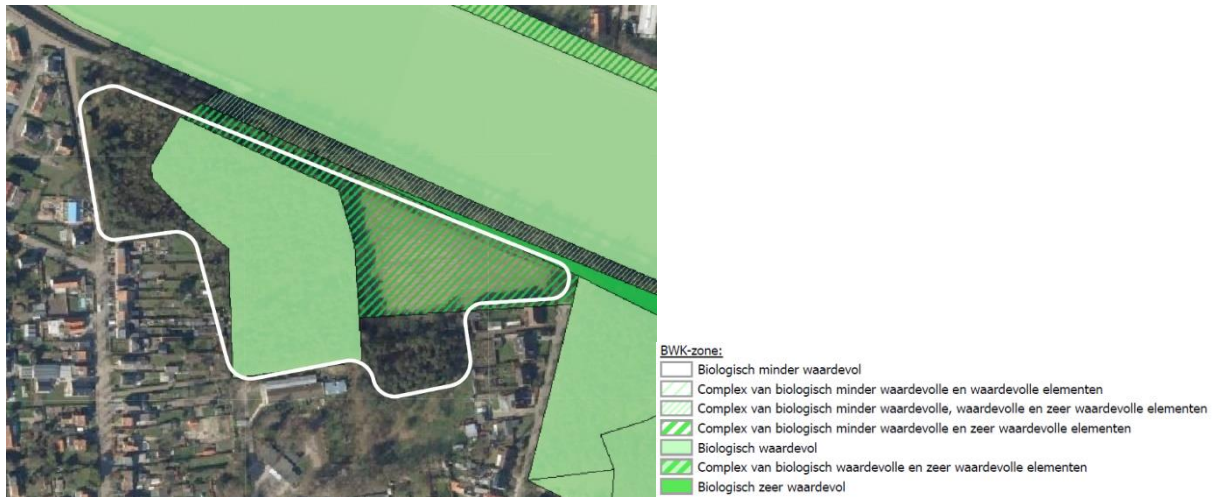 BWK-zone:
Biologisch minder waardevol
Complex van biologisch minder waardevolle en waardevolle elementen
Complex van biologisch minder waardevolle, waardevolle en zeer waardevolle elementen
Complex van biologisch minder waardevolle en zeer waardevolle elementen
Biologisch waardevol
Complex van biologisch waardevolle en zeer waardevolle elementen
Biologisch zeer waardevol